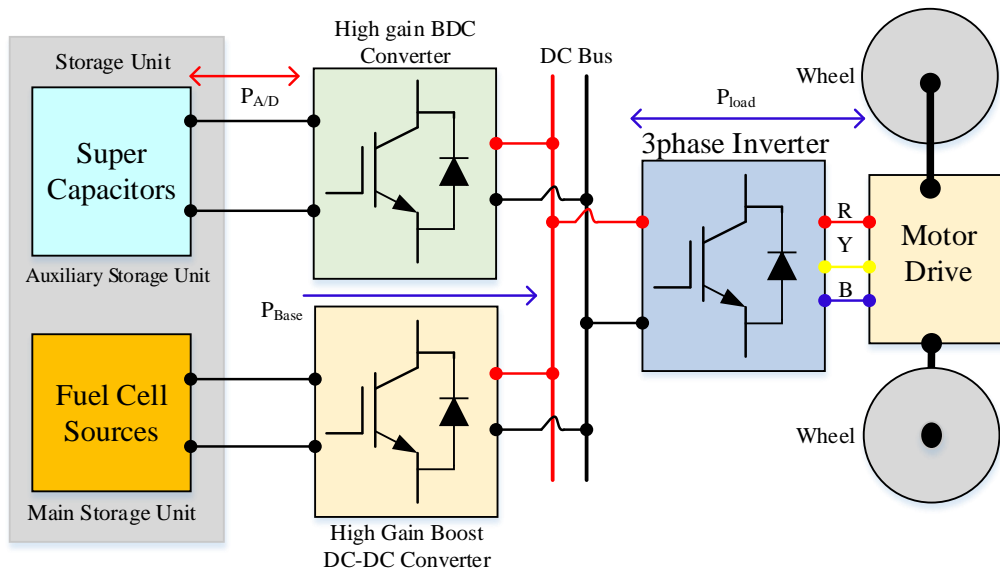 High gain BDC
Converter
Storage Unit
P_A/D
Super
Capacitors
Auxiliary Storage Unit
DC Bus
P_load
3phase Inverter
Wheel
R
Y
B
Motor
Drive
P_Base
Fuel Cell
Sources
Main Storage Unit
High Gain Boost
DC-DC Converter
Wheel